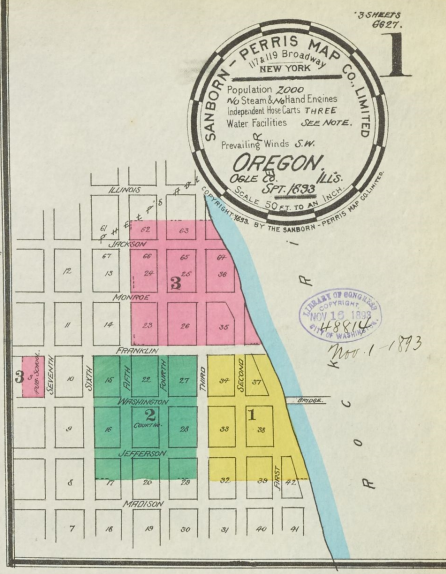 3 SHEETS
6627.
1
SANBORN - PERRIS MAP CO., LIMITED
117 & 119 Broadway
NEW YORK
Population 2000
No Steam & No Hand Engines
Independent Hose Carts THREE
Water Facilities SEE NOTE.
Prevailing Winds S.W.
OREGON,
OGLE CO. ILLS.
SPT. 1893
SCALE 50 FT. TO AN INCH.
COPYRIGHT 1893, BY THE SANBORN - PERRIS MAP CO. LIMITED.
LIBRARY OF CONGRESS
COPYRIGHT
NOV 16 1893
CITY OF WASHINGTON
48814
Nov. 1 - 1893
ILLINOIS
61 62 63
JACKSON
67 66 65 64
12 13 24 25 36
3
MONROE
11 14 23 26 35
FRANKLIN
3
SEVENTH
10
SIXTH
15
FIFTH
22
FOURTH
27
THIRD
34
SECOND
37
BRIDGE
WASHINGTON
9 16 2 28 33 1 38
JEFFERSON
8 17 20 29 32 39
FIRST
42
MADISON
7 18 19 30 31 40 41
ROCK R